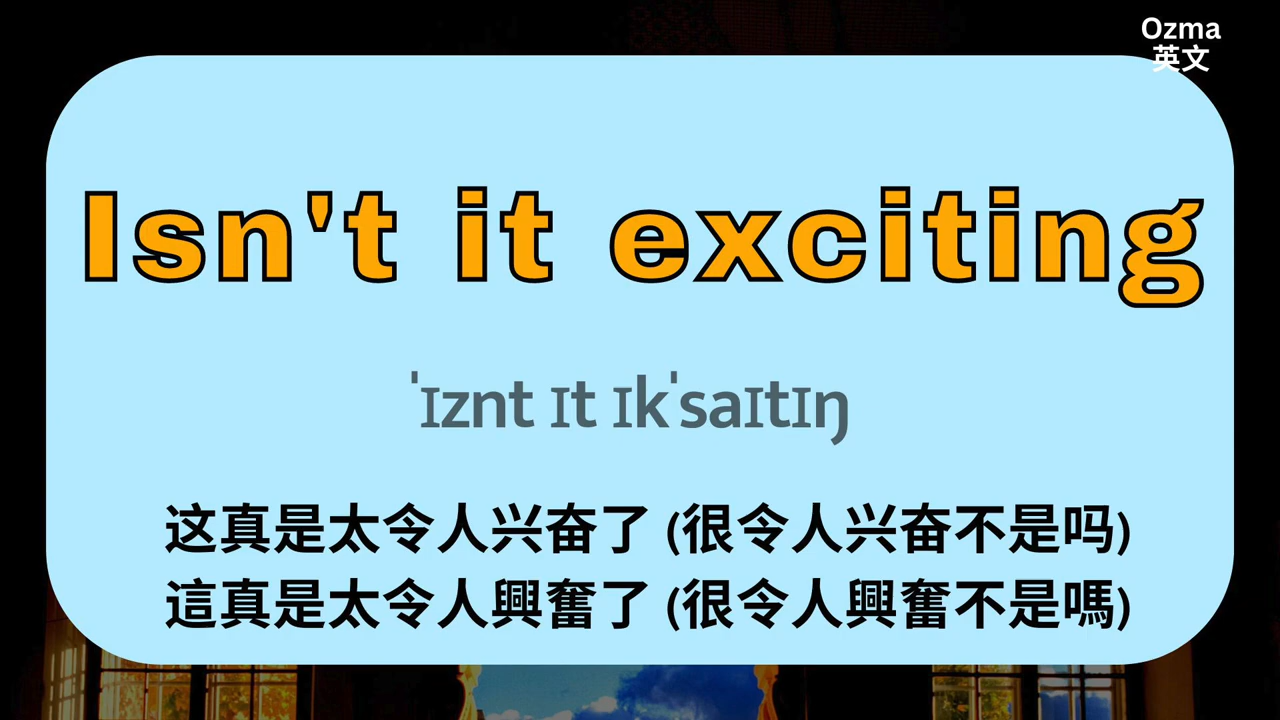 Ozma
英文
Isn't it exciting
ˈɪznt ɪt ɪkˈsaɪtɪŋ
这真是太令人兴奋了 (很令人兴奋不是吗)
這真是太令人興奮了 (很令人興奮不是嗎)